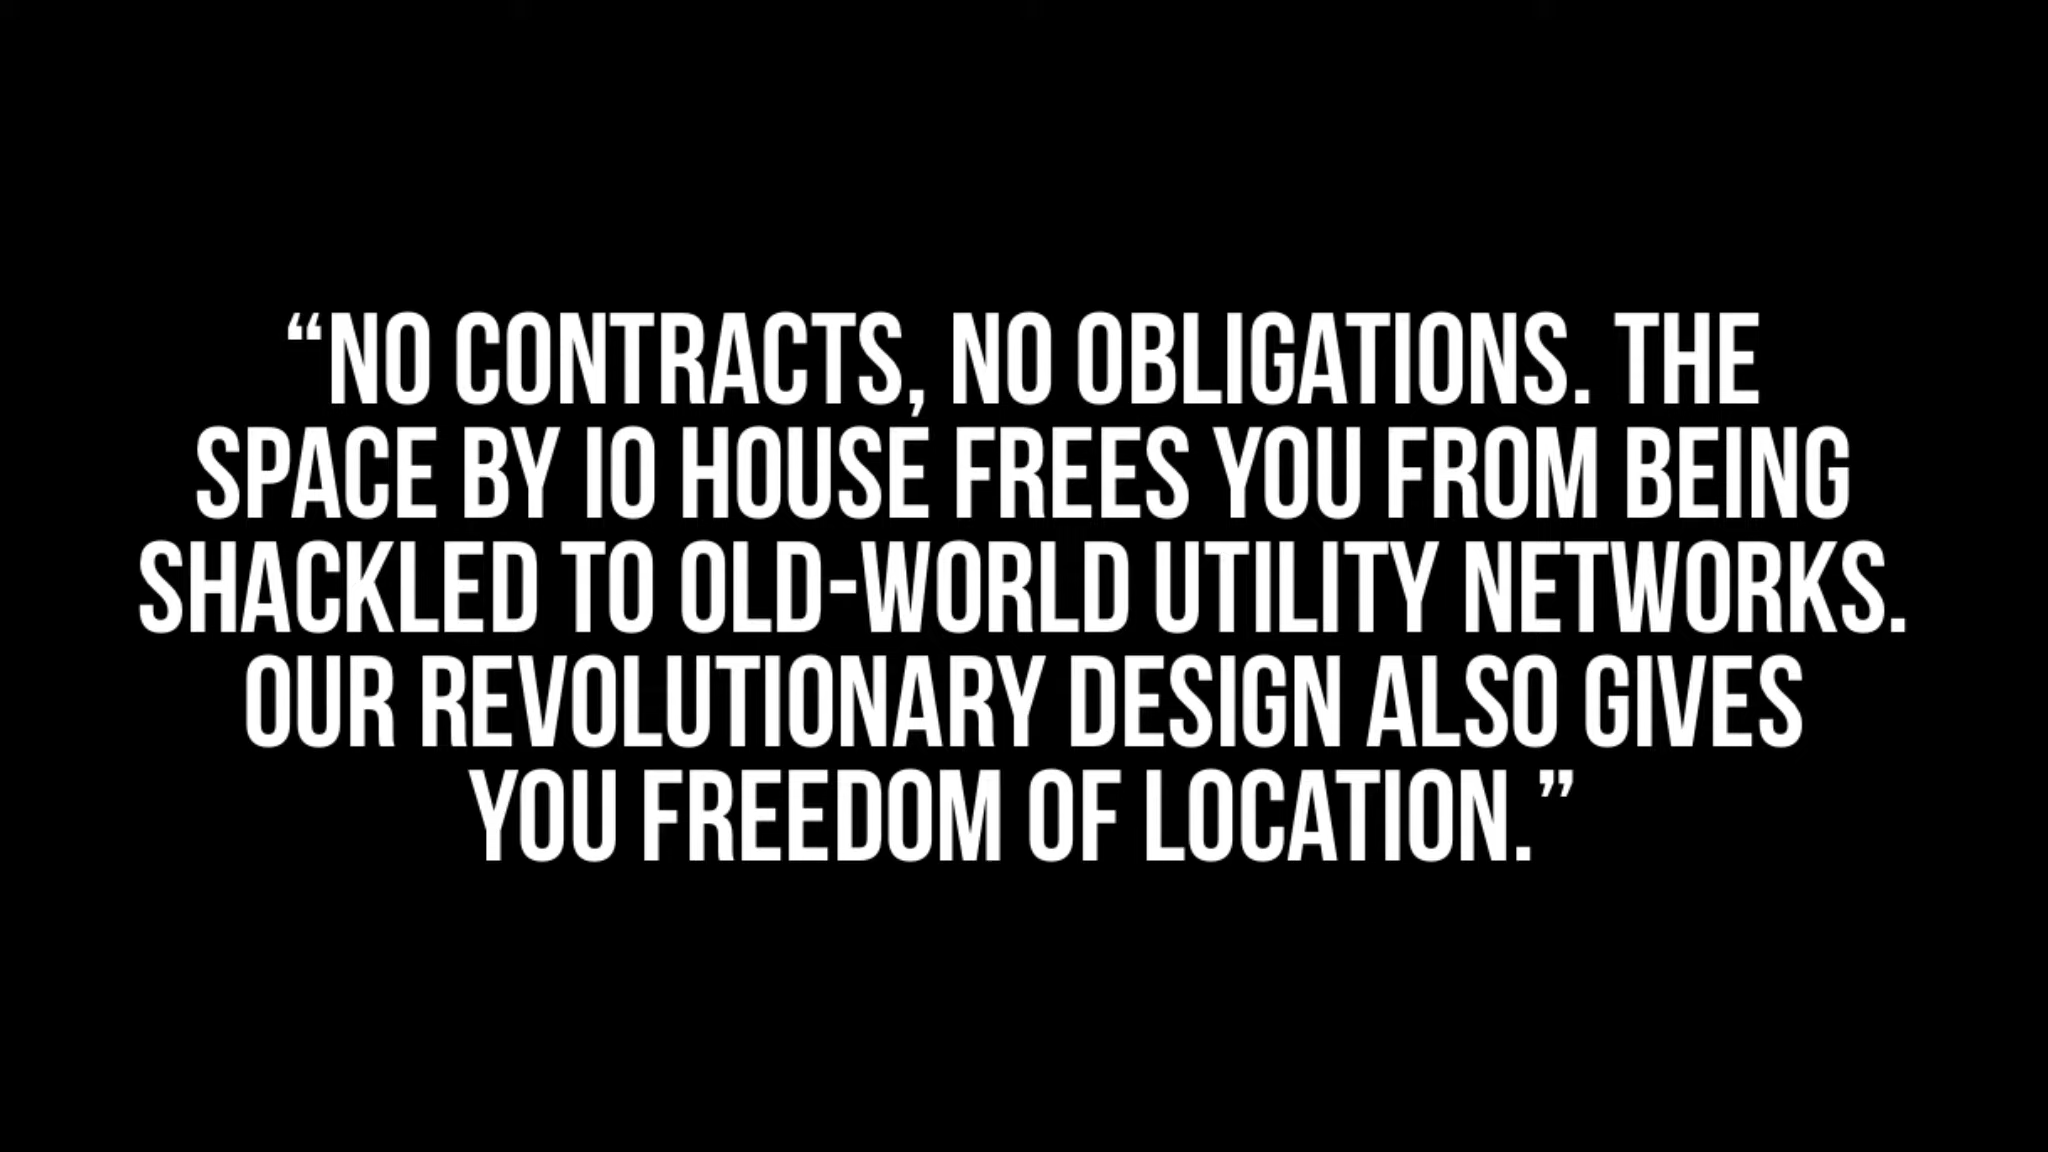 “NO CONTRACTS, NO OBLIGATIONS. THE
SPACE BY IO HOUSE FREES YOU FROM BEING
SHACKLED TO OLD-WORLD UTILITY NETWORKS.
OUR REVOLUTIONARY DESIGN ALSO GIVES
YOU FREEDOM OF LOCATION.”